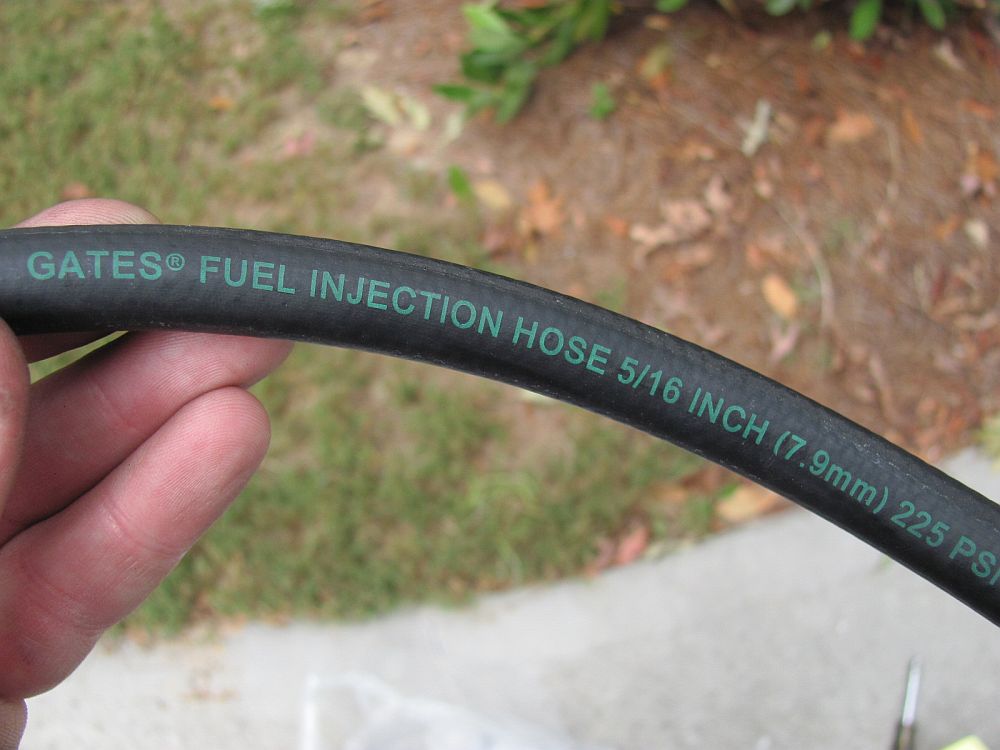 GATES® FUEL INJECTION HOSE 5/16 INCH (7.9mm) 225 PSI